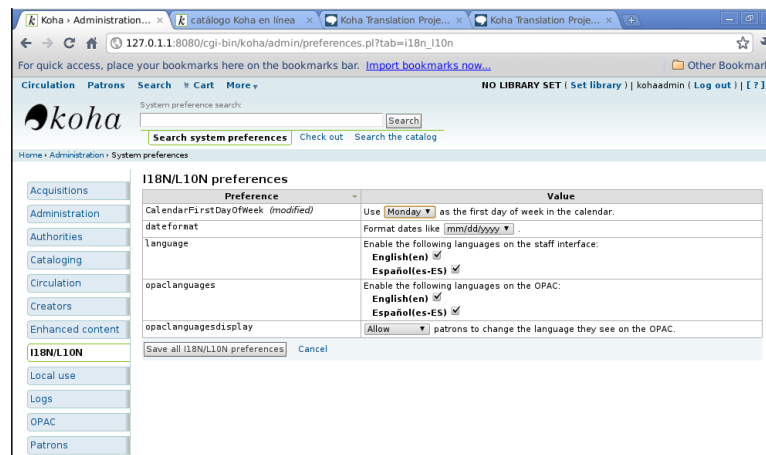 Koha › Administration... ×
catálogo Koha en línea ×
Koha Translation Proje... ×
Koha Translation Proje... ×
127.0.1.1:8080/cgi-bin/koha/admin/preferences.pl?tab=i18n_l10n
For quick access, place your bookmarks here on the bookmarks bar. Import bookmarks now... Other Bookmar
Circulation Patrons Search Cart More NO LIBRARY SET ( Set library ) | kohaadmin ( Log out ) | [ ? ]
koha
System preference search:
Search
Search system preferences Check out Search the catalog
Home › Administration › System preferences
I18N/L10N preferences
Preference Value
CalendarFirstDayOfWeek (modified) Use Monday as the first day of week in the calendar.
dateformat Format dates like mm/dd/yyyy .
language Enable the following languages on the staff interface:
English(en)
Español(es-ES)
opaclanguages Enable the following languages on the OPAC:
English(en)
Español(es-ES)
opaclanguagesdisplay Allow patrons to change the language they see on the OPAC.
Save all I18N/L10N preferences Cancel
Acquisitions
Administration
Authorities
Cataloging
Circulation
Creators
Enhanced content
I18N/L10N
Local use
Logs
OPAC
Patrons